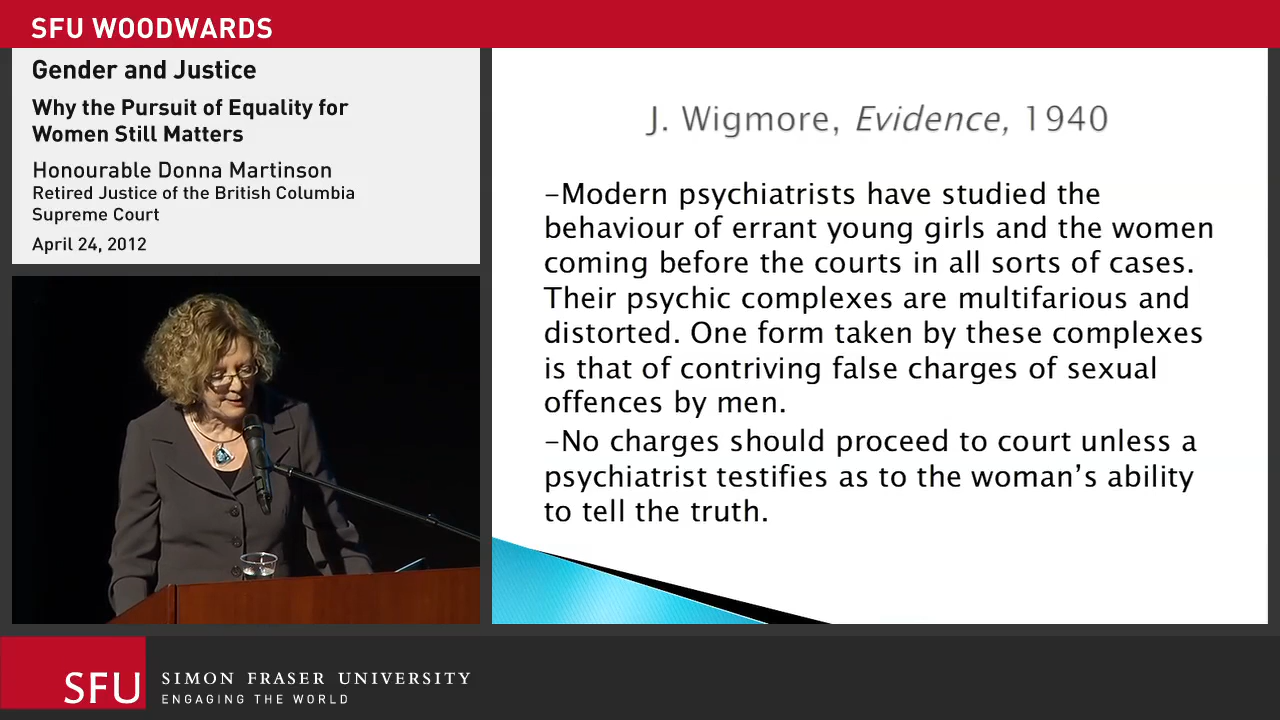 SFU WOODWARDS
Gender and Justice
Why the Pursuit of Equality for
Women Still Matters
Honourable Donna Martinson
Retired Justice of the British Columbia
Supreme Court
April 24, 2012
J. Wigmore, Evidence, 1940
–Modern psychiatrists have studied the
behaviour of errant young girls and the women
coming before the courts in all sorts of cases.
Their psychic complexes are multifarious and
distorted. One form taken by these complexes
is that of contriving false charges of sexual
offences by men.
–No charges should proceed to court unless a
psychiatrist testifies as to the woman's ability
to tell the truth.
SFU
SIMON FRASER UNIVERSITY
ENGAGING THE WORLD